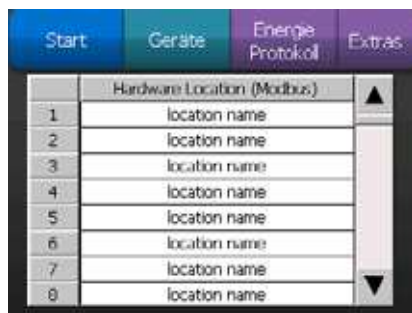 Start
Geräte
Energie
Protokoll
Extras
Hardware Location (Modbus)
1 location name
2 location name
3 location name
4 location name
5 location name
6 location name
7 location name
8 location name